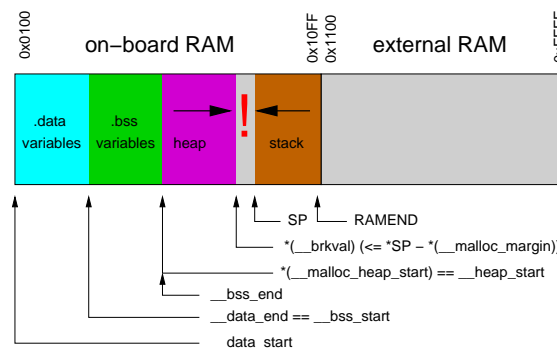 0x0100
on−board RAM
0x10FF
0x1100
external RAM
.data
variables
.bss
variables
heap
!
stack
SP
RAMEND
*(__brkval) (<= *SP − *(__malloc_margin))
*(__malloc_heap_start) == __heap_start
__bss_end
__data_end == __bss_start
data_start